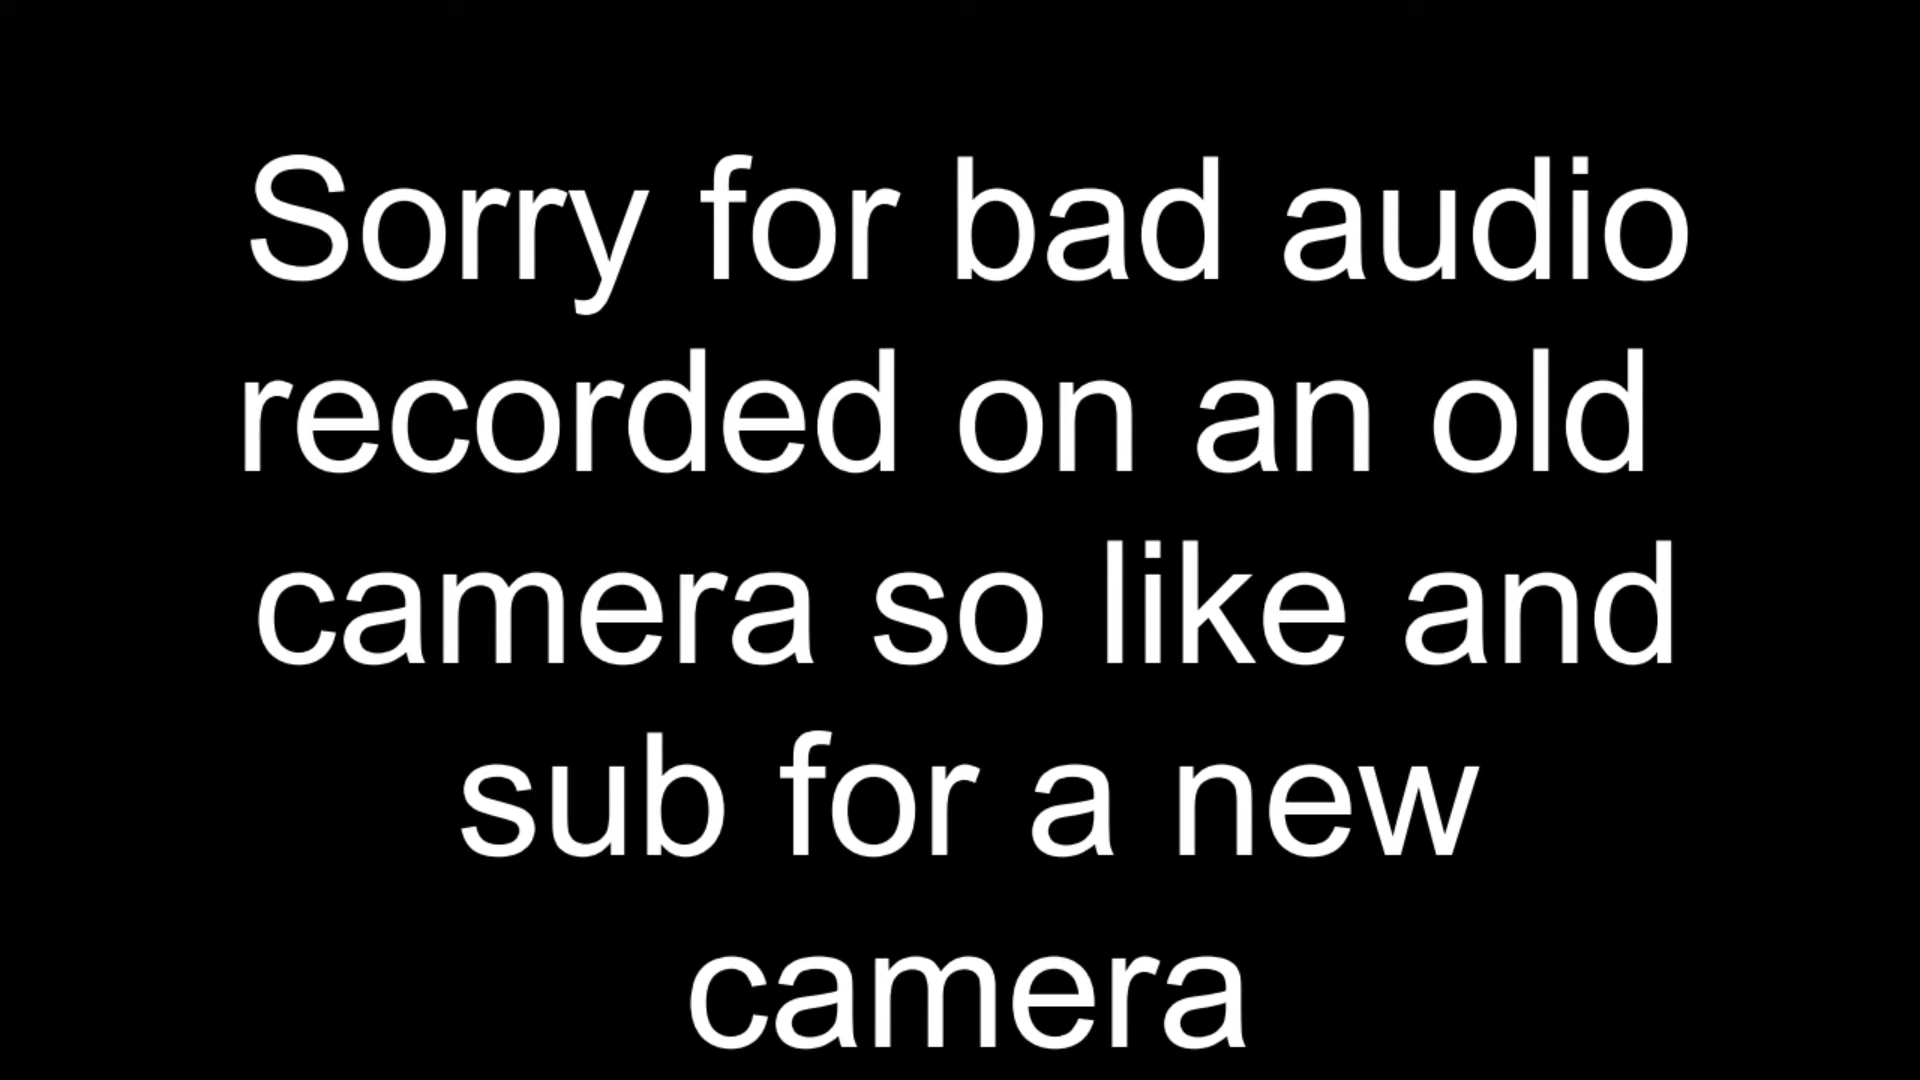 Sorry for bad audio
recorded on an old
camera so like and
sub for a new
camera